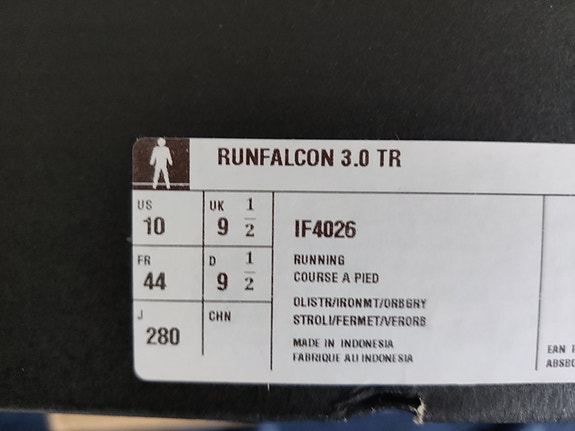 RUNFALCON 3.0 TR
US 10 UK 9 1/2
FR 44 D 9 1/2
J 280 CHN
IF4026
RUNNING
COURSE A PIED
OLISTR/IRONMT/ORBGRY
STROLI/FERMET/VERORB
MADE IN INDONESIA
FABRIQUE AU INDONESIA
EAN